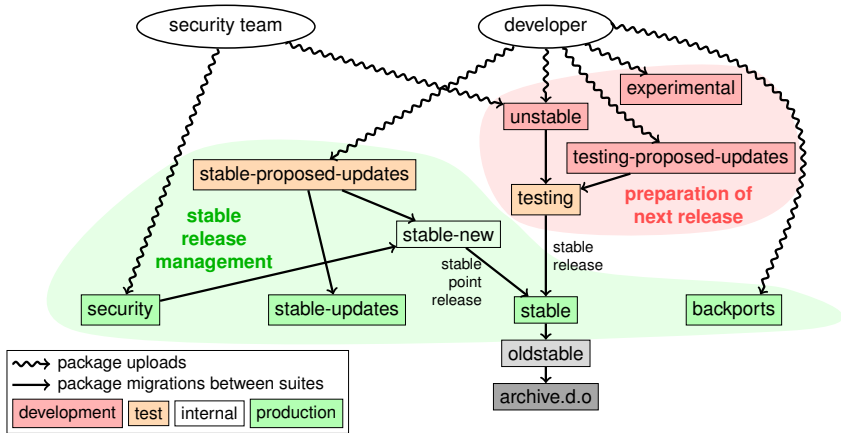 security team
developer
experimental
unstable
testing-proposed-updates
stable-proposed-updates
testing
preparation of
next release
stable
release
management
stable-new
stable
release
stable
point
release
security
stable-updates
stable
backports
oldstable
archive.d.o
package uploads
package migrations between suites
development
test
internal
production